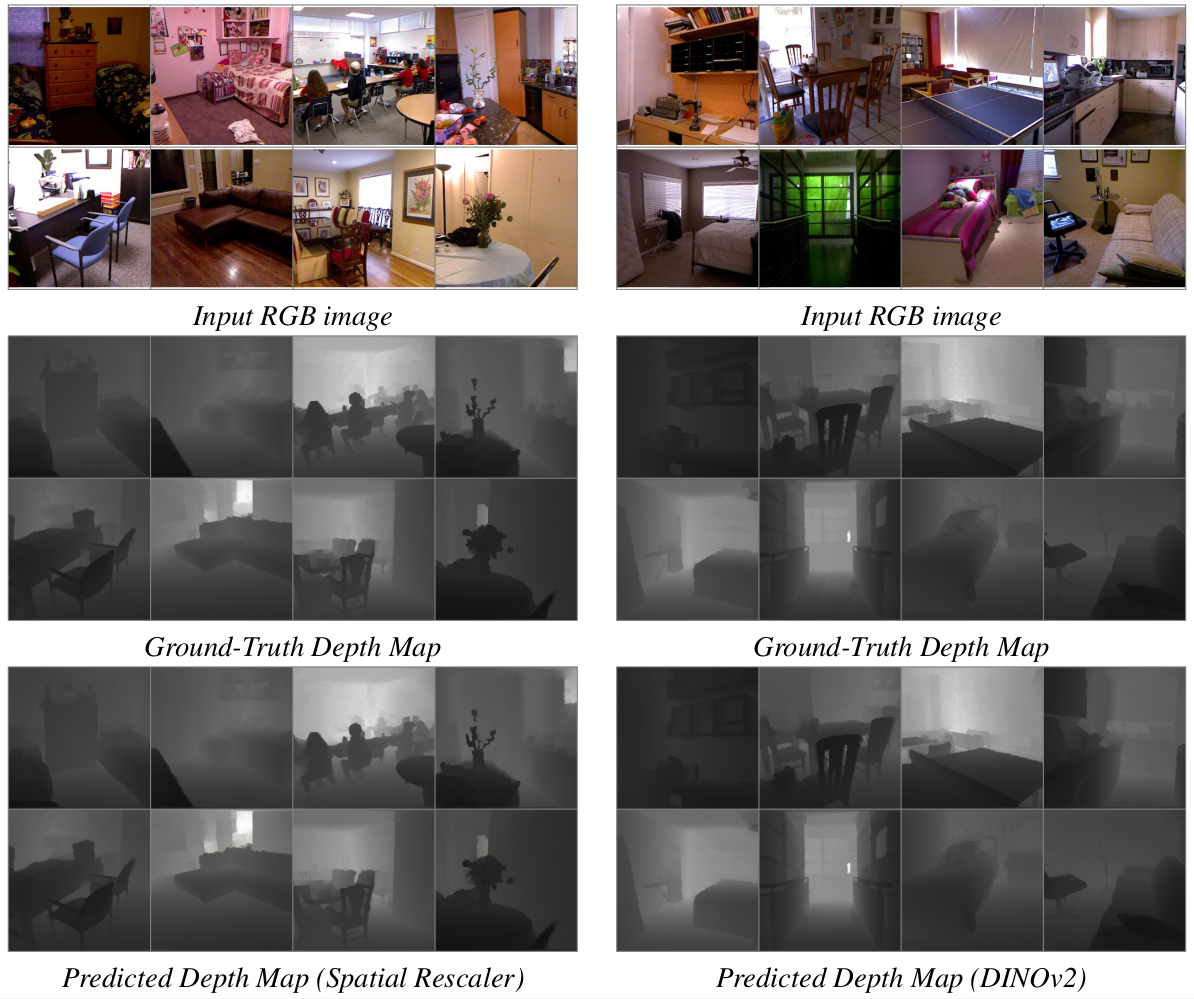 Input RGB image
Input RGB image
Ground-Truth Depth Map
Ground-Truth Depth Map
Predicted Depth Map (Spatial Rescaler)
Predicted Depth Map (DINOv2)